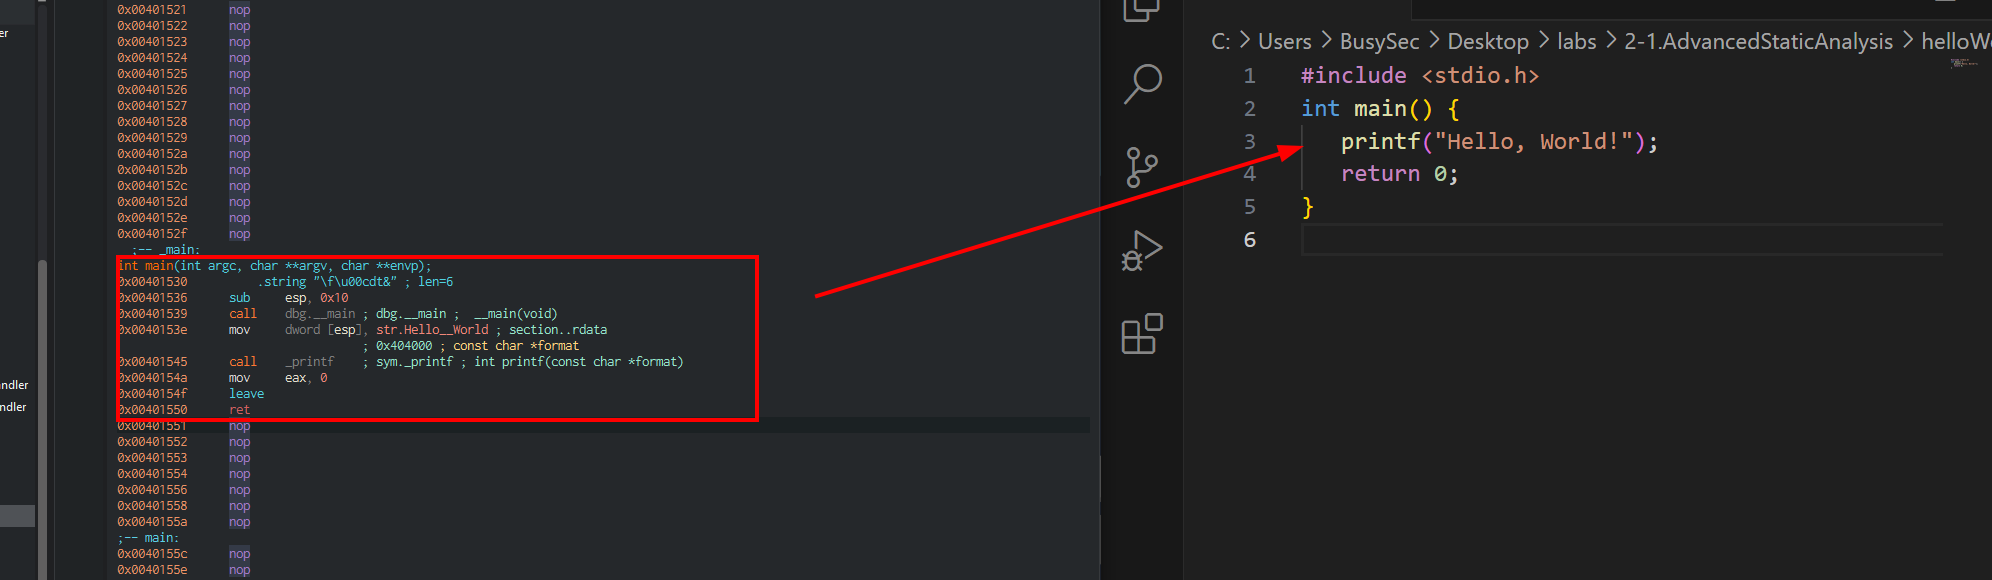 0x00401521 nop
0x00401522 nop
0x00401523 nop
0x00401524 nop
0x00401525 nop
0x00401526 nop
0x00401527 nop
0x00401528 nop
0x00401529 nop
0x0040152a nop
0x0040152b nop
0x0040152c nop
0x0040152d nop
0x0040152e nop
0x0040152f nop
;-- _main:
int main(int argc, char **argv, char **envp);
0x00401530 .string "\f\u00cdt&" ; len=6
0x00401536 sub esp, 0x10
0x00401539 call dbg.__main ; dbg.__main ; __main(void)
0x0040153e mov dword [esp], str.Hello__World ; section..rdata
; 0x404000 ; const char *format
0x00401545 call _printf ; sym._printf ; int printf(const char *format)
0x0040154a mov eax, 0
0x0040154f leave
0x00401550 ret
0x00401551 nop
0x00401552 nop
0x00401553 nop
0x00401554 nop
0x00401556 nop
0x00401558 nop
0x0040155a nop
;-- main:
0x0040155c nop
0x0040155e nop
er
andler
ndler
C: > Users > BusySec > Desktop > labs > 2-1.AdvancedStaticAnalysis > helloW
1 #include <stdio.h>
2 int main() {
3 printf("Hello, World!");
4 return 0;
5 }
6